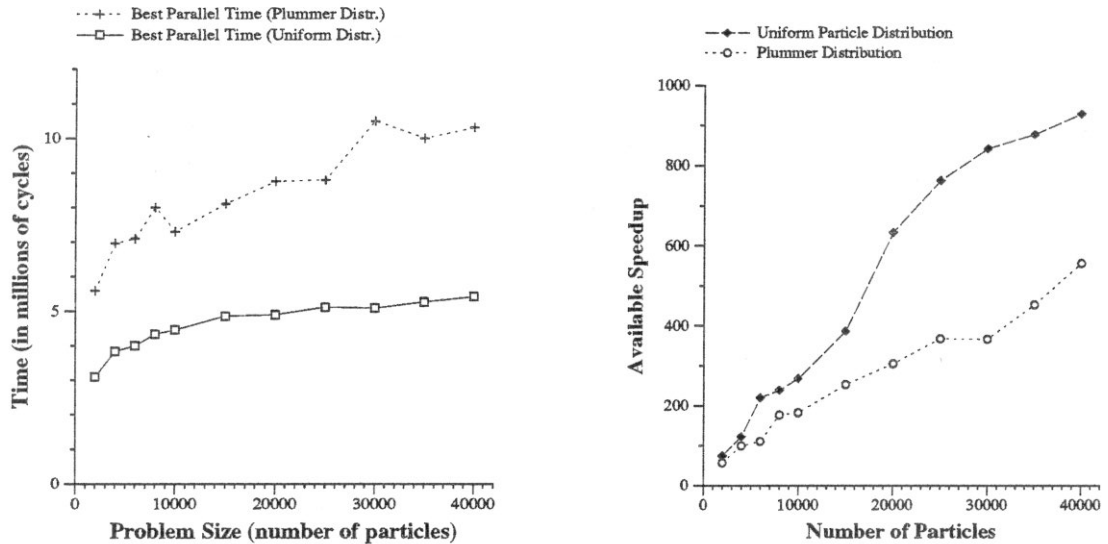 Best Parallel Time (Plummer Distr.)
Best Parallel Time (Uniform Distr.)
Time (in millions of cycles)
10
5
0
0
10000
20000
30000
40000
Problem Size (number of particles)
Uniform Particle Distribution
Plummer Distribution
Available Speedup
1000
800
600
400
200
0
0
10000
20000
30000
40000
Number of Particles